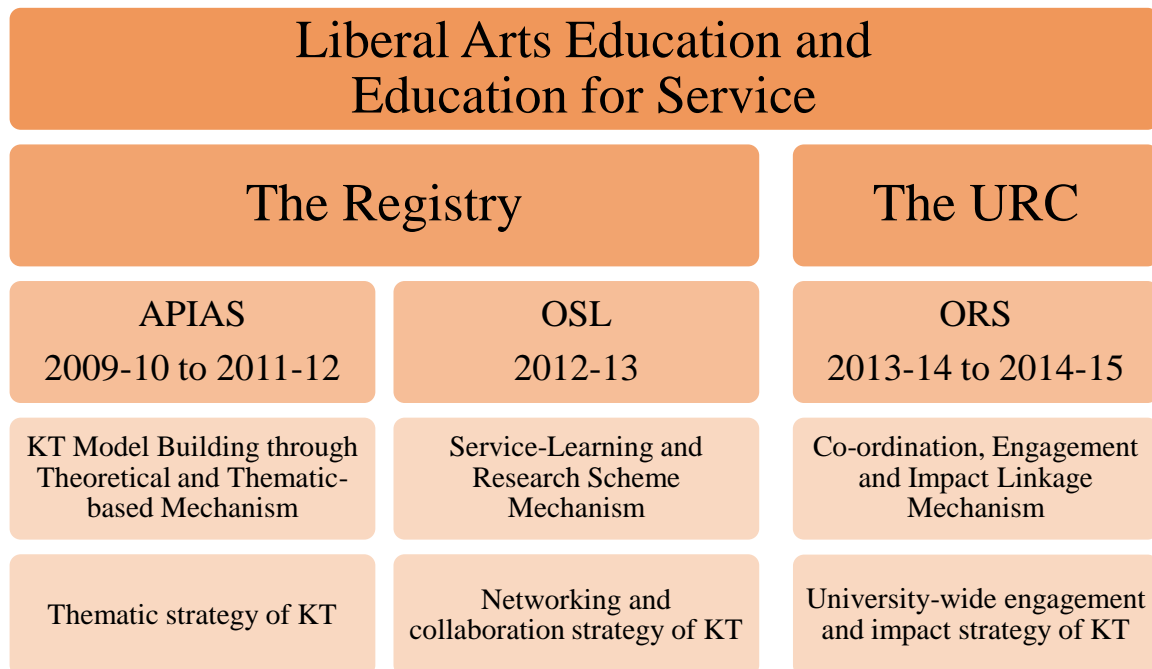 Liberal Arts Education and
Education for Service
The Registry
The URC
APIAS
2009-10 to 2011-12
OSL
2012-13
ORS
2013-14 to 2014-15
KT Model Building through
Theoretical and Thematic-
based Mechanism
Service-Learning and
Research Scheme
Mechanism
Co-ordination, Engagement
and Impact Linkage
Mechanism
Thematic strategy of KT
Networking and
collaboration strategy of KT
University-wide engagement
and impact strategy of KT